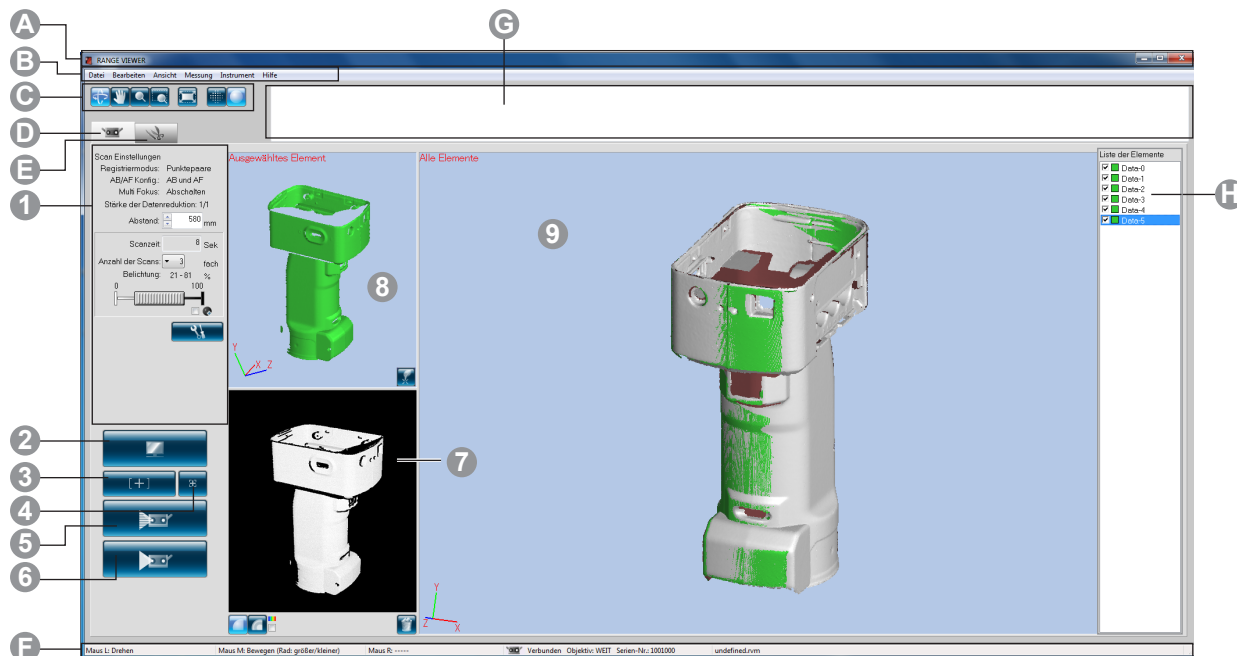 A
G
RANGE VIEWER
B
Datei Bearbeiten Ansicht Messung Instrument Hilfe
C
D
E
Scan Einstellungen
Registriermodus: Punktepaare
AB/AF Konfig.: AB und AF
Multi Fokus: Abschalten
Stärke der Datenreduktion: 1/1
Abstand: 580 mm
Scanzeit: 8 Sek
Anzahl der Scans: 3 fach
Belichtung: 21 - 81 %
0 100
1
Ausgewähltes Element
Alle Elemente
Liste der Elemente
Data-0
Data-1
Data-2
Data-3
Data-4
Data-5
H
9
8
Y
X
Z
2
3
[+]
4
5
6
7
Y
Z
X
F
Maus L: Drehen Maus M: Bewegen (Rad: größer/kleiner) Maus R: ----- Verbunden Objektiv: WEIT Serien-Nr.: 1001000 undefined.rvm